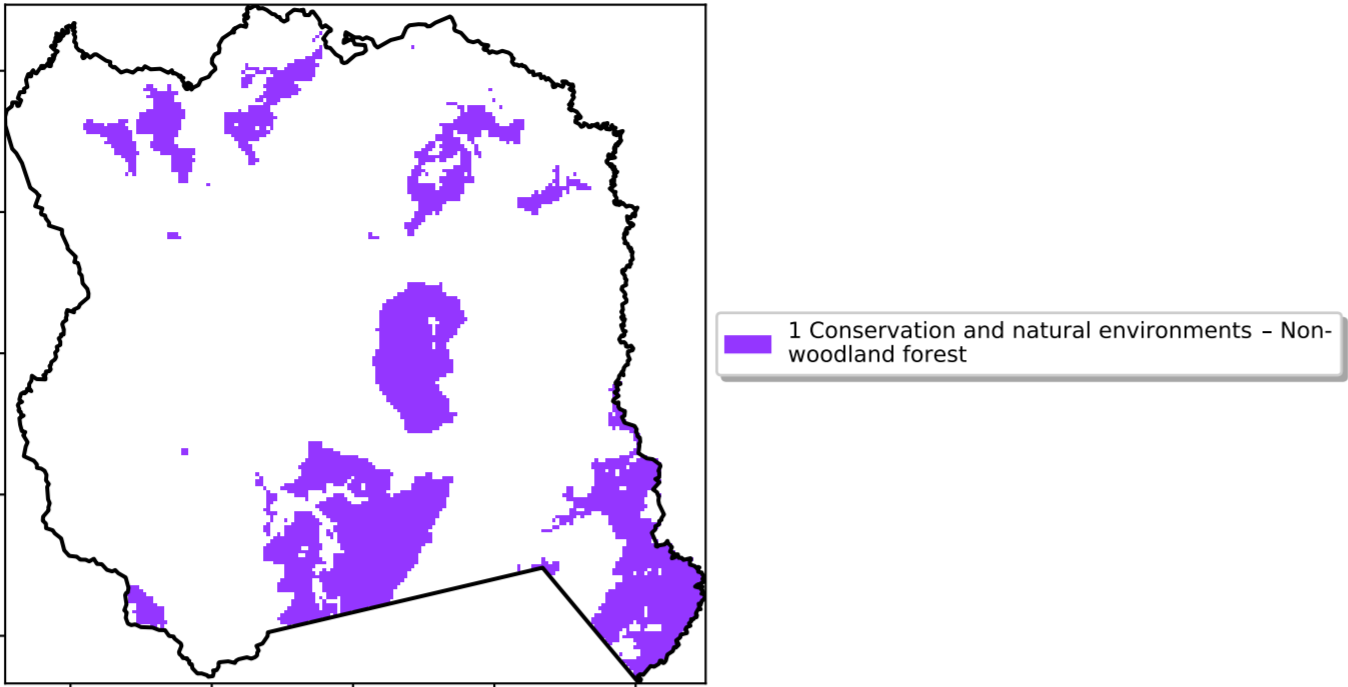 1 Conservation and natural environments – Non-
woodland forest